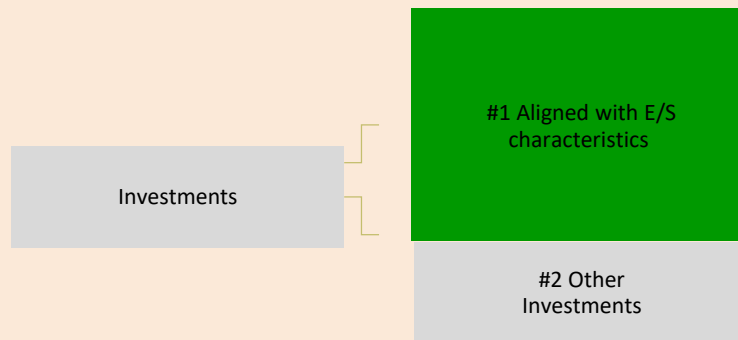 #1 Aligned with E/S
characteristics
Investments
#2 Other
Investments